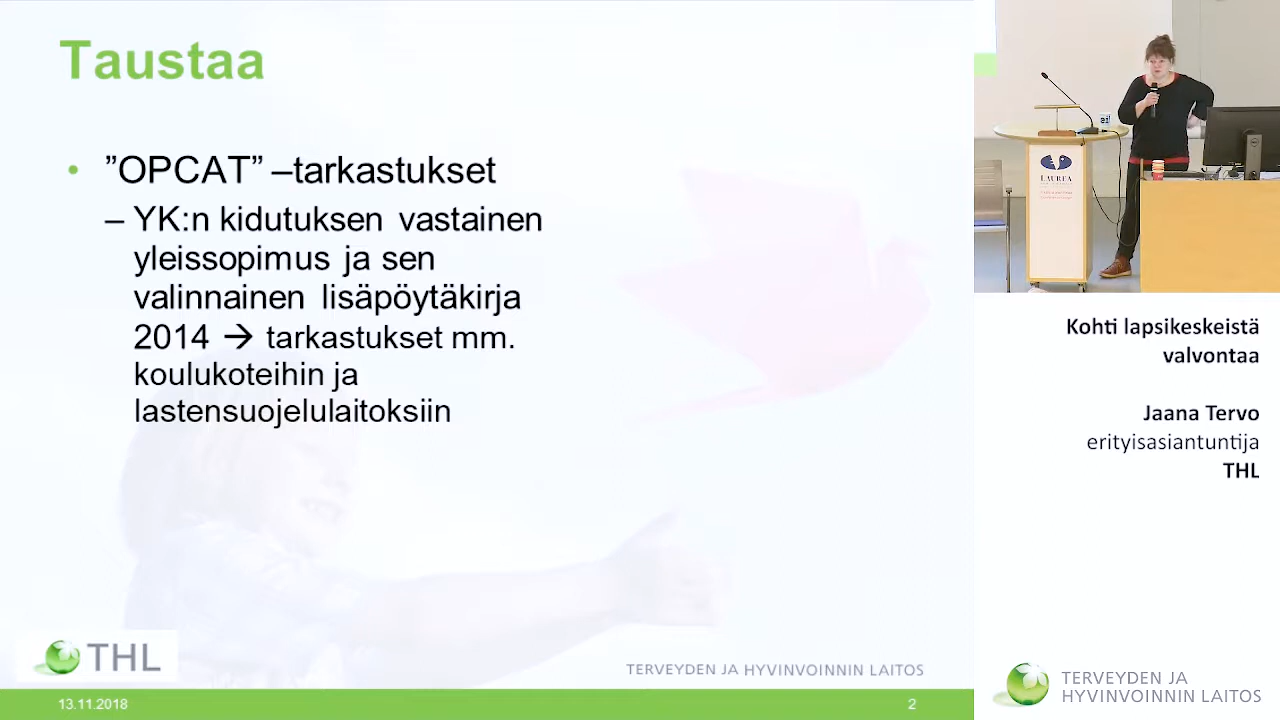 Taustaa
• ”OPCAT” –tarkastukset
– YK:n kidutuksen vastainen
yleissopimus ja sen
valinnainen lisäpöytäkirja
2014 → tarkastukset mm.
koulukoteihin ja
lastensuojelulaitoksiin
THL
TERVEYDEN JA HYVINVOINNIN LAITOS
13.11.2018
2
LAUREA
Kohti lapsikeskeistä
valvontaa
Jaana Tervo
erityisasiantuntija
THL
TERVEYDEN JA
HYVINVOINNIN LAITOS